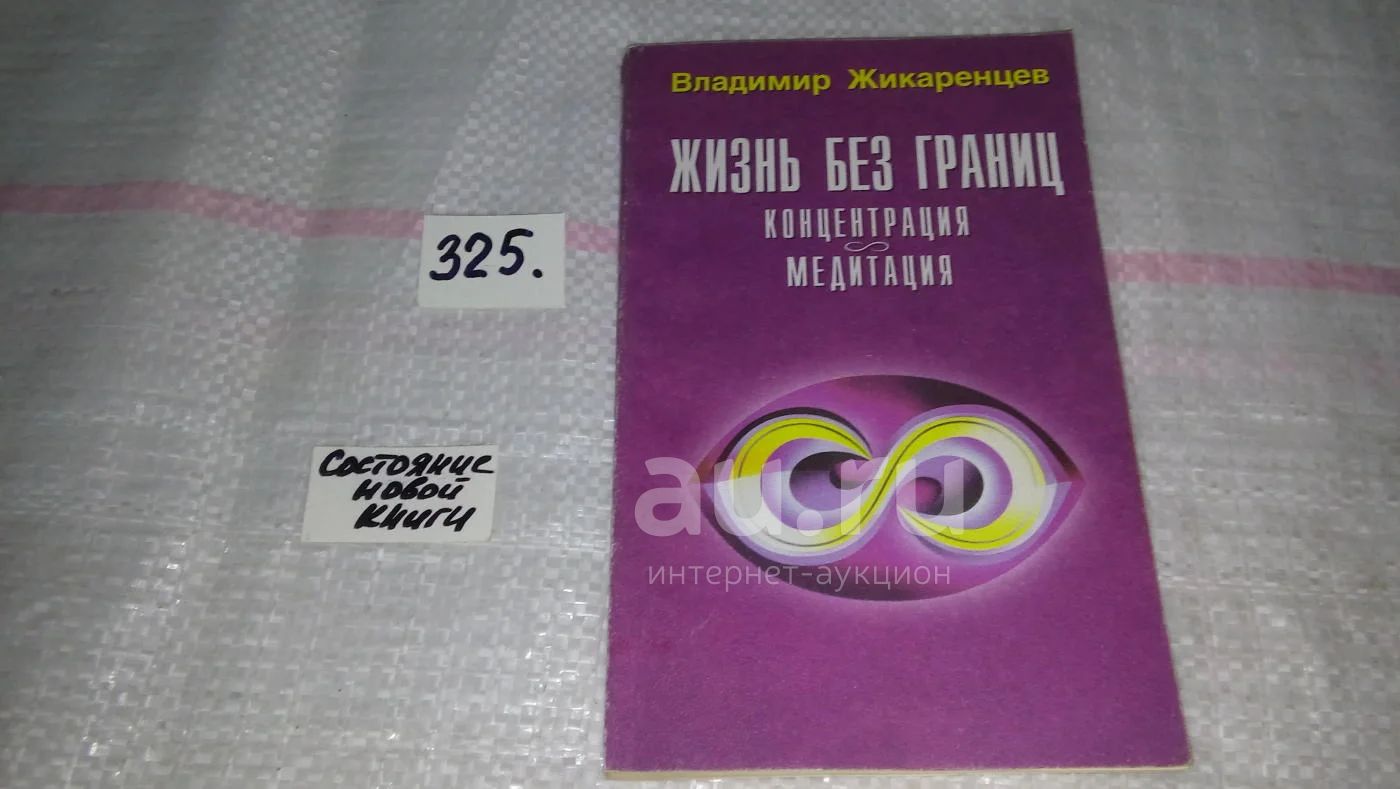 Владимир Жикаренцев
ЖИЗНЬ БЕЗ ГРАНИЦ
КОНЦЕНТРАЦИЯ
МЕДИТАЦИЯ
325.
Состояние
новой
книги
au.ru
интернет-аукцион